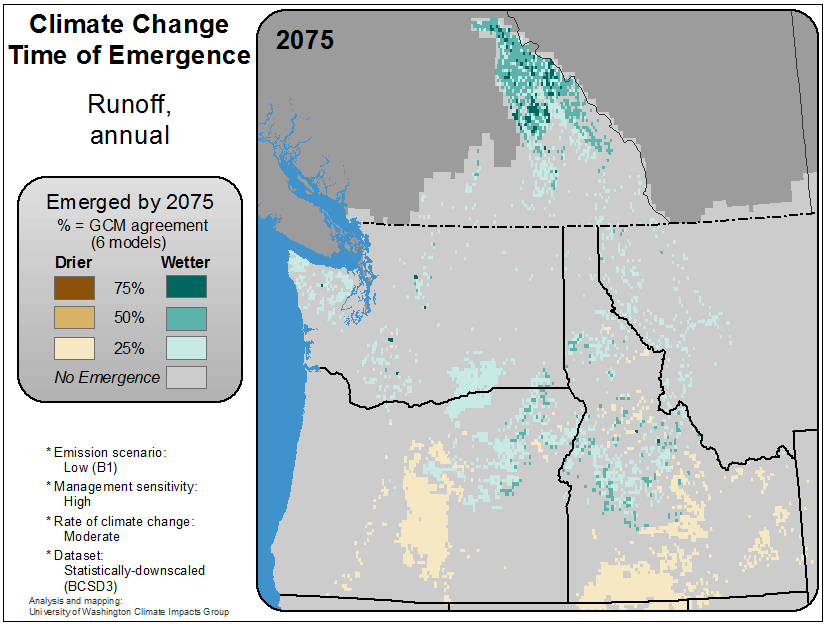 Climate Change
Time of Emergence
Runoff,
annual
2075
Emerged by 2075
% = GCM agreement
(6 models)
Drier Wetter
75%
50%
25%
No Emergence
* Emission scenario:
Low (B1)
* Management sensitivity:
High
* Rate of climate change:
Moderate
* Dataset:
Statistically-downscaled
(BCSD3)
Analysis and mapping:
University of Washington Climate Impacts Group